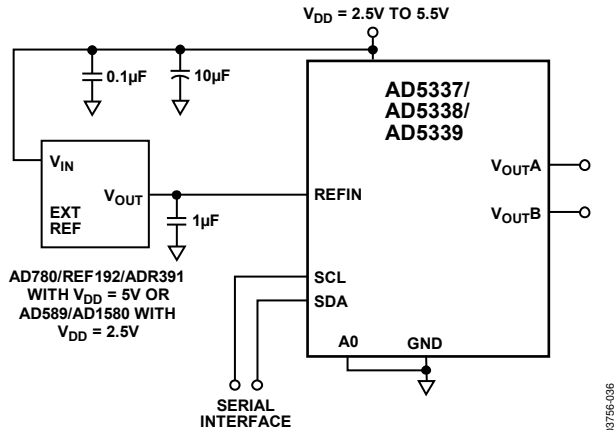 VDD = 2.5V TO 5.5V
0.1µF
10µF
AD5337/
AD5338/
AD5339
VIN
VOUT
EXT
REF
1µF
REFIN
VOUTA
VOUTB
SCL
SDA
A0
GND
AD780/REF192/ADR391
WITH VDD = 5V OR
AD589/AD1580 WITH
VDD = 2.5V
SERIAL
INTERFACE
03756-036